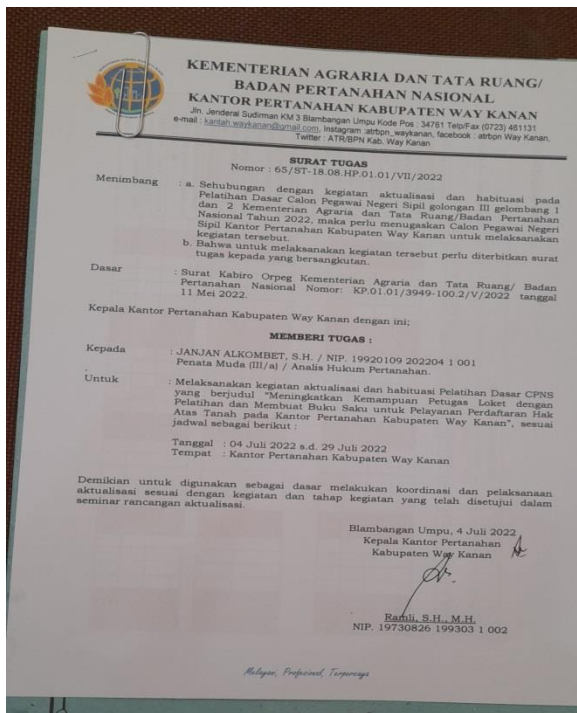 KEMENTERIAN AGRARIA DAN TATA RUANG/
BADAN PERTANAHAN NASIONAL
KANTOR PERTANAHAN KABUPATEN WAY KANAN
Jln. Jenderal Sudirman KM 3 Blambangan Umpu Kode Pos : 34761 Telp/Fax (0723) 461131
e-mail : kantah.waykanan@gmail.com, Instagram :atrbpn_waykanan, facebook : atrbpn Way Kanan,
Twitter : ATR/BPN Kab. Way Kanan
SURAT TUGAS
Nomor : 65/ST-18.08.HP.01.01/VII/2022
Menimbang : a. Sehubungan dengan kegiatan aktualisasi dan habituasi pada
Pelatihan Dasar Calon Pegawai Negeri Sipil golongan III gelombang 1
dan 2 Kementerian Agraria dan Tata Ruang/Badan Pertanahan
Nasional Tahun 2022, maka perlu menugaskan Calon Pegawai Negeri
Sipil Kantor Pertanahan Kabupaten Way Kanan untuk melaksanakan
kegiatan tersebut.
b. Bahwa untuk melaksanakan kegiatan tersebut perlu diterbitkan surat
tugas kepada yang bersangkutan.
Dasar : Surat Kabiro Orpeg Kementerian Agraria dan Tata Ruang/ Badan
Pertanahan Nasional Nomor: KP.01.01/3949-100.2/V/2022 tanggal
11 Mei 2022.
Kepala Kantor Pertanahan Kabupaten Way Kanan dengan ini;
MEMBERI TUGAS :
Kepada : JANJAN ALKOMBET, S.H. / NIP. 19920109 202204 1 001
Penata Muda (III/a) / Analis Hukum Pertanahan.
Untuk : Melaksanakan kegiatan aktualisasi dan habituasi Pelatihan Dasar CPNS
yang berjudul "Meningkatkan Kemampuan Petugas Loket dengan
Pelatihan dan Membuat Buku Saku untuk Pelayanan Perdaftaran Hak
Atas Tanah pada Kantor Pertanahan Kabupaten Way Kanan", sesuai
jadwal sebagai berikut :
Tanggal : 04 Juli 2022 s.d. 29 Juli 2022
Tempat : Kantor Pertanahan Kabupaten Way Kanan
Demikian untuk digunakan sebagai dasar melakukan koordinasi dan pelaksanaan
aktualisasi sesuai dengan kegiatan dan tahap kegiatan yang telah disetujui dalam
seminar rancangan aktualisasi.
Blambangan Umpu, 4 Juli 2022
Kepala Kantor Pertanahan
Kabupaten Way Kanan
Ramli, S.H., M.H.
NIP. 19730826 199303 1 002
Melayani, Profesional, Terpercaya